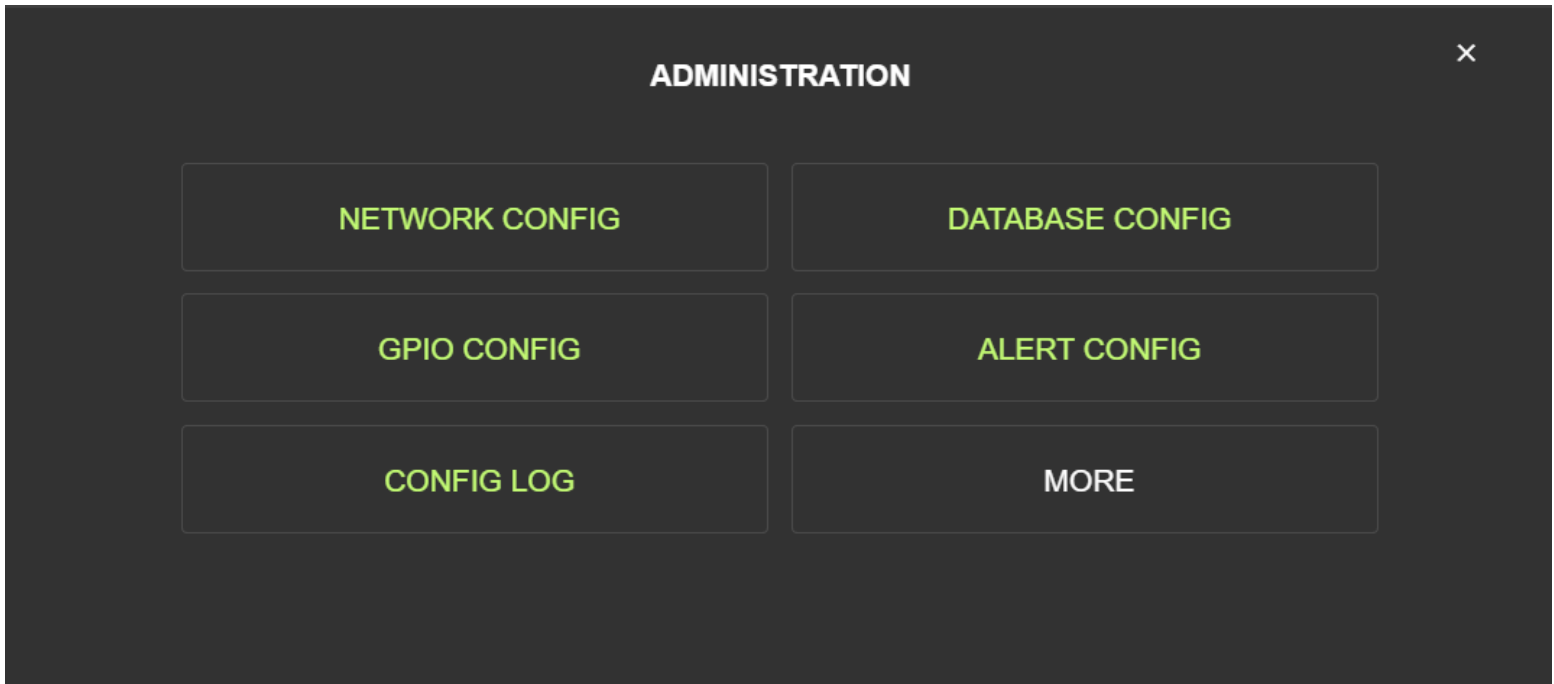 ×
ADMINISTRATION
NETWORK CONFIG
DATABASE CONFIG
GPIO CONFIG
ALERT CONFIG
CONFIG LOG
MORE